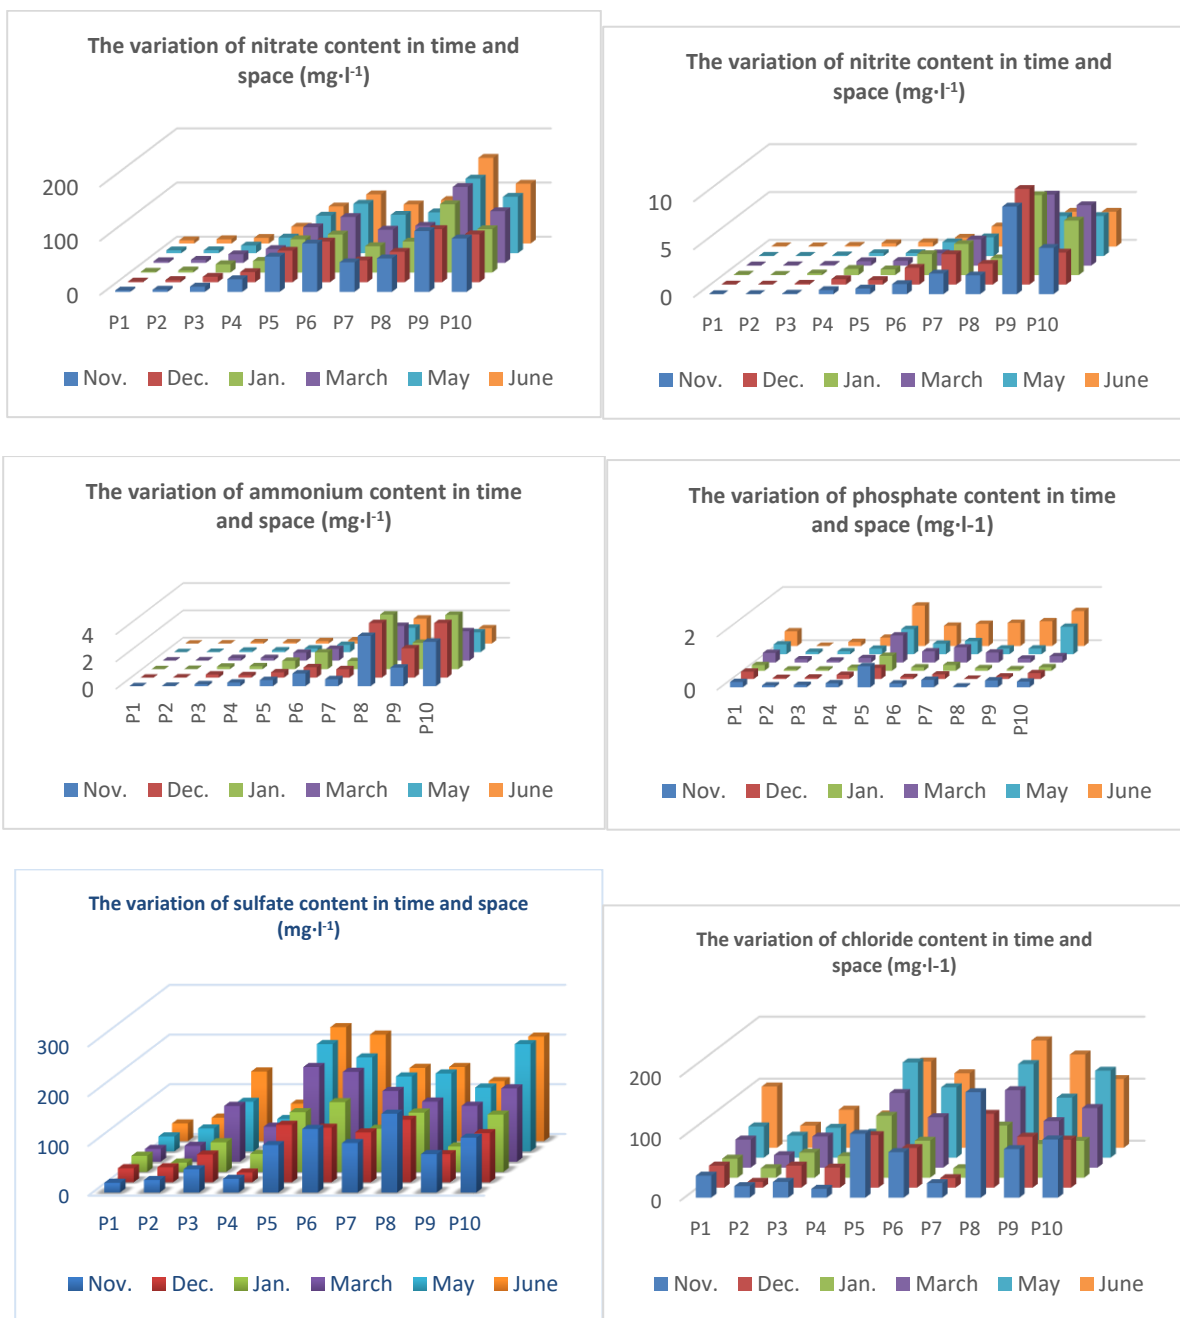 The variation of nitrate content in time and
space (mg·l-1)
200
100
0
P1 P2 P3 P4 P5 P6 P7 P8 P9 P10
Nov. Dec. Jan. March May June
The variation of nitrite content in time and
space (mg·l-1)
10
5
0
P1 P2 P3 P4 P5 P6 P7 P8 P9 P10
Nov. Dec. Jan. March May June
The variation of ammonium content in time
and space (mg·l-1)
4
2
0
P1 P2 P3 P4 P5 P6 P7 P8 P9 P10
Nov. Dec. Jan. March May June
The variation of phosphate content in time
and space (mg·l-1)
2
0
P1 P2 P3 P4 P5 P6 P7 P8 P9 P10
Nov. Dec. Jan. March May June
The variation of sulfate content in time and space
(mg·l-1)
300
200
100
0
P1 P2 P3 P4 P5 P6 P7 P8 P9 P10
Nov. Dec. Jan. March May June
The variation of chloride content in time and
space (mg·l-1)
200
100
0
P1 P2 P3 P4 P5 P6 P7 P8 P9 P10
Nov. Dec. Jan. March May June